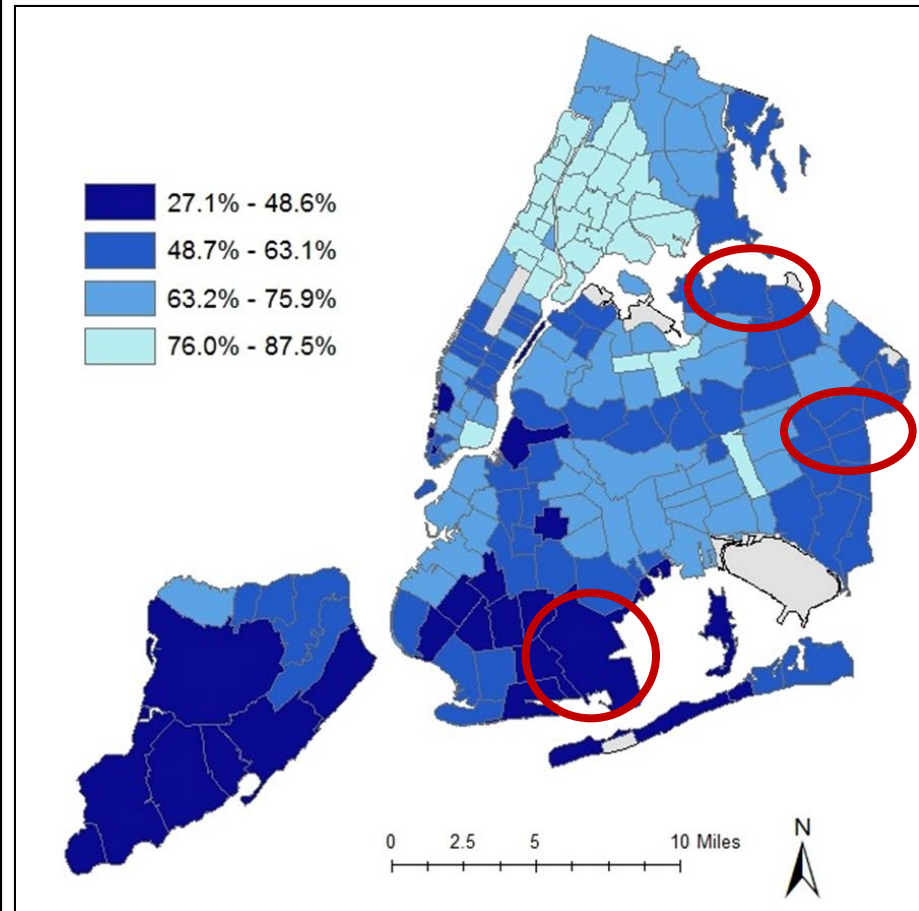 27.1% - 48.6%
48.7% - 63.1%
63.2% - 75.9%
76.0% - 87.5%
0 2.5 5 10 Miles
N